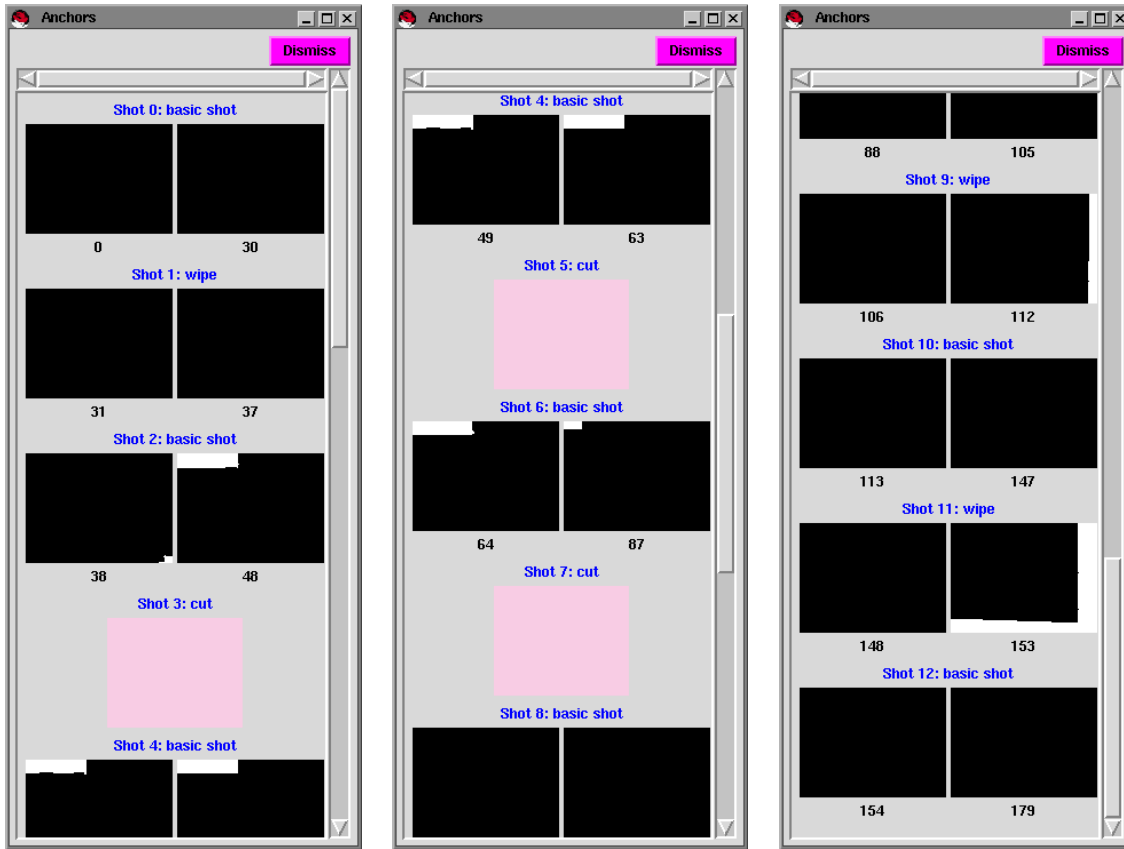 Anchors
Dismiss
Shot 0: basic shot
0 30
Shot 1: wipe
31 37
Shot 2: basic shot
38 48
Shot 3: cut
Shot 4: basic shot
Anchors
Dismiss
Shot 4: basic shot
49 63
Shot 5: cut
Shot 6: basic shot
64 87
Shot 7: cut
Shot 8: basic shot
Anchors
Dismiss
88 105
Shot 9: wipe
106 112
Shot 10: basic shot
113 147
Shot 11: wipe
148 153
Shot 12: basic shot
154 179